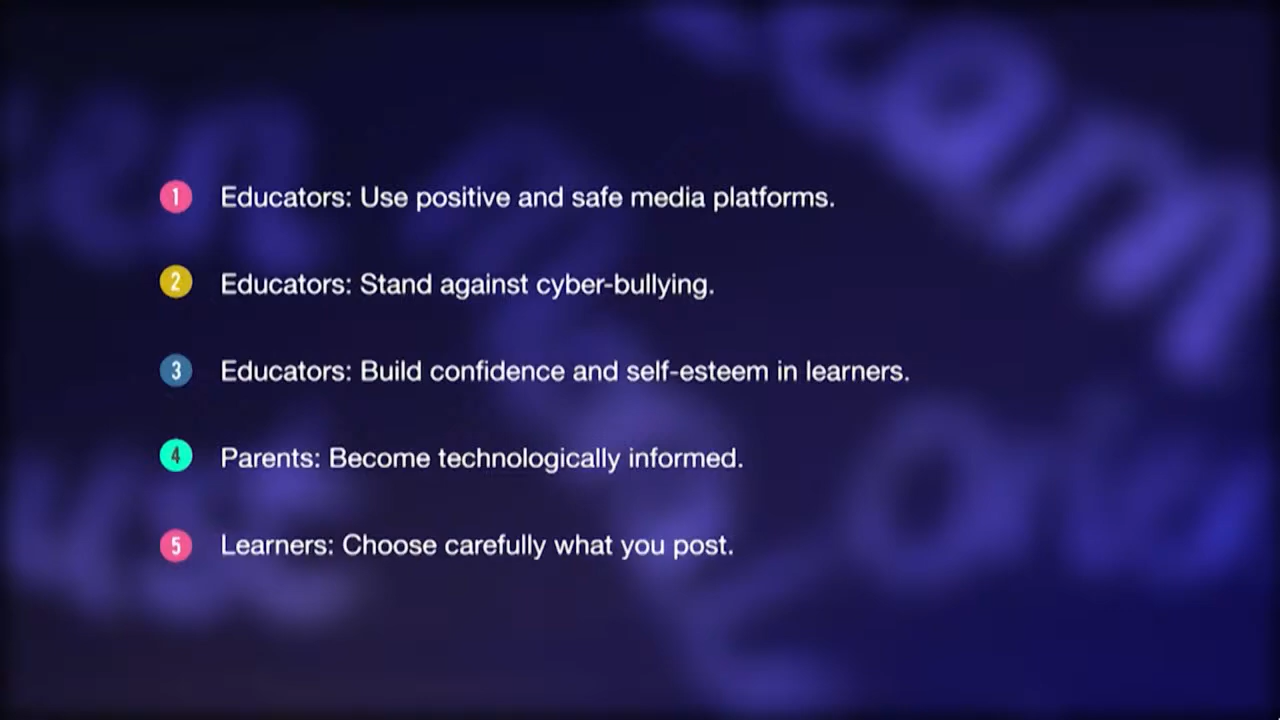 1 Educators: Use positive and safe media platforms.
2 Educators: Stand against cyber-bullying.
3 Educators: Build confidence and self-esteem in learners.
4 Parents: Become technologically informed.
5 Learners: Choose carefully what you post.